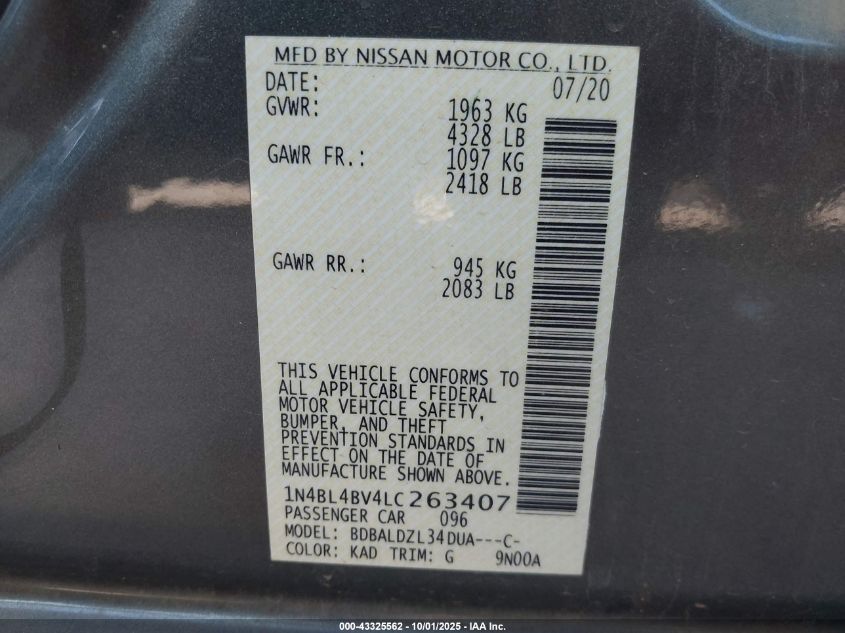 MFD BY NISSAN MOTOR CO., LTD.
DATE: 07/20
GVWR: 1963 KG
4328 LB
GAWR FR.: 1097 KG
2418 LB
GAWR RR.: 945 KG
2083 LB
THIS VEHICLE CONFORMS TO
ALL APPLICABLE FEDERAL
MOTOR VEHICLE SAFETY,
BUMPER, AND THEFT
PREVENTION STANDARDS IN
EFFECT ON THE DATE OF
MANUFACTURE SHOWN ABOVE.
1N4BL4BV4LC263407
PASSENGER CAR 096
MODEL: BDBALDZL34DUA---C-
COLOR: KAD TRIM: G 9N00A
000-43325562 - 10/01/2025 - IAA Inc.